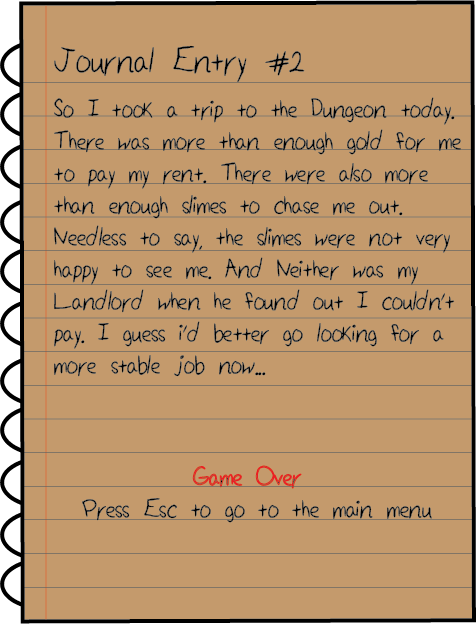 Journal Entry #2
So I took a trip to the Dungeon today.
There was more than enough gold for me
to pay my rent. There were also more
than enough slimes to chase me out.
Needless to say, the slimes were not very
happy to see me. And Neither was my
Landlord when he found out I couldn't
pay. I guess i'd better go looking for a
more stable job now...
Game Over
Press Esc to go to the main menu